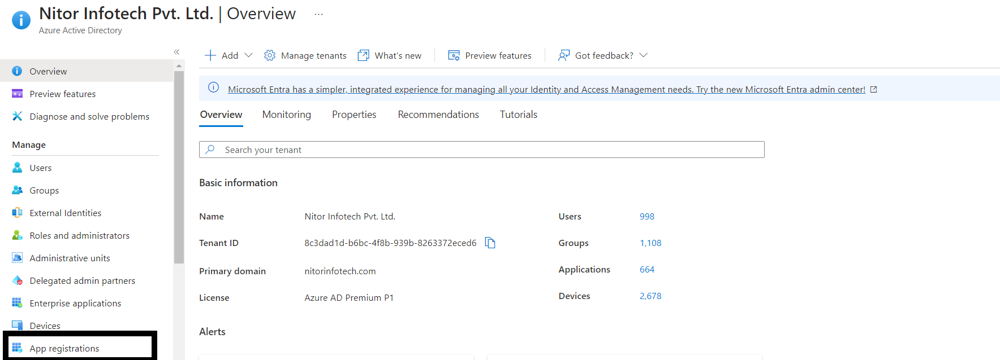 Nitor Infotech Pvt. Ltd. | Overview ...
Azure Active Directory
«
Add
Manage tenants
What's new
Preview features
Got feedback?
Overview
Preview features
Diagnose and solve problems
Manage
Users
Groups
External Identities
Roles and administrators
Administrative units
Delegated admin partners
Enterprise applications
Devices
App registrations
Microsoft Entra has a simpler, integrated experience for managing all your Identity and Access Management needs. Try the new Microsoft Entra admin center!
Overview Monitoring Properties Recommendations Tutorials
Search your tenant
Basic information
Name Nitor Infotech Pvt. Ltd.
Tenant ID 8c3dad1d-b6bc-4f8b-939b-8263372eced6
Primary domain nitorinfotech.com
License Azure AD Premium P1
Users 998
Groups 1,108
Applications 664
Devices 2,678
Alerts